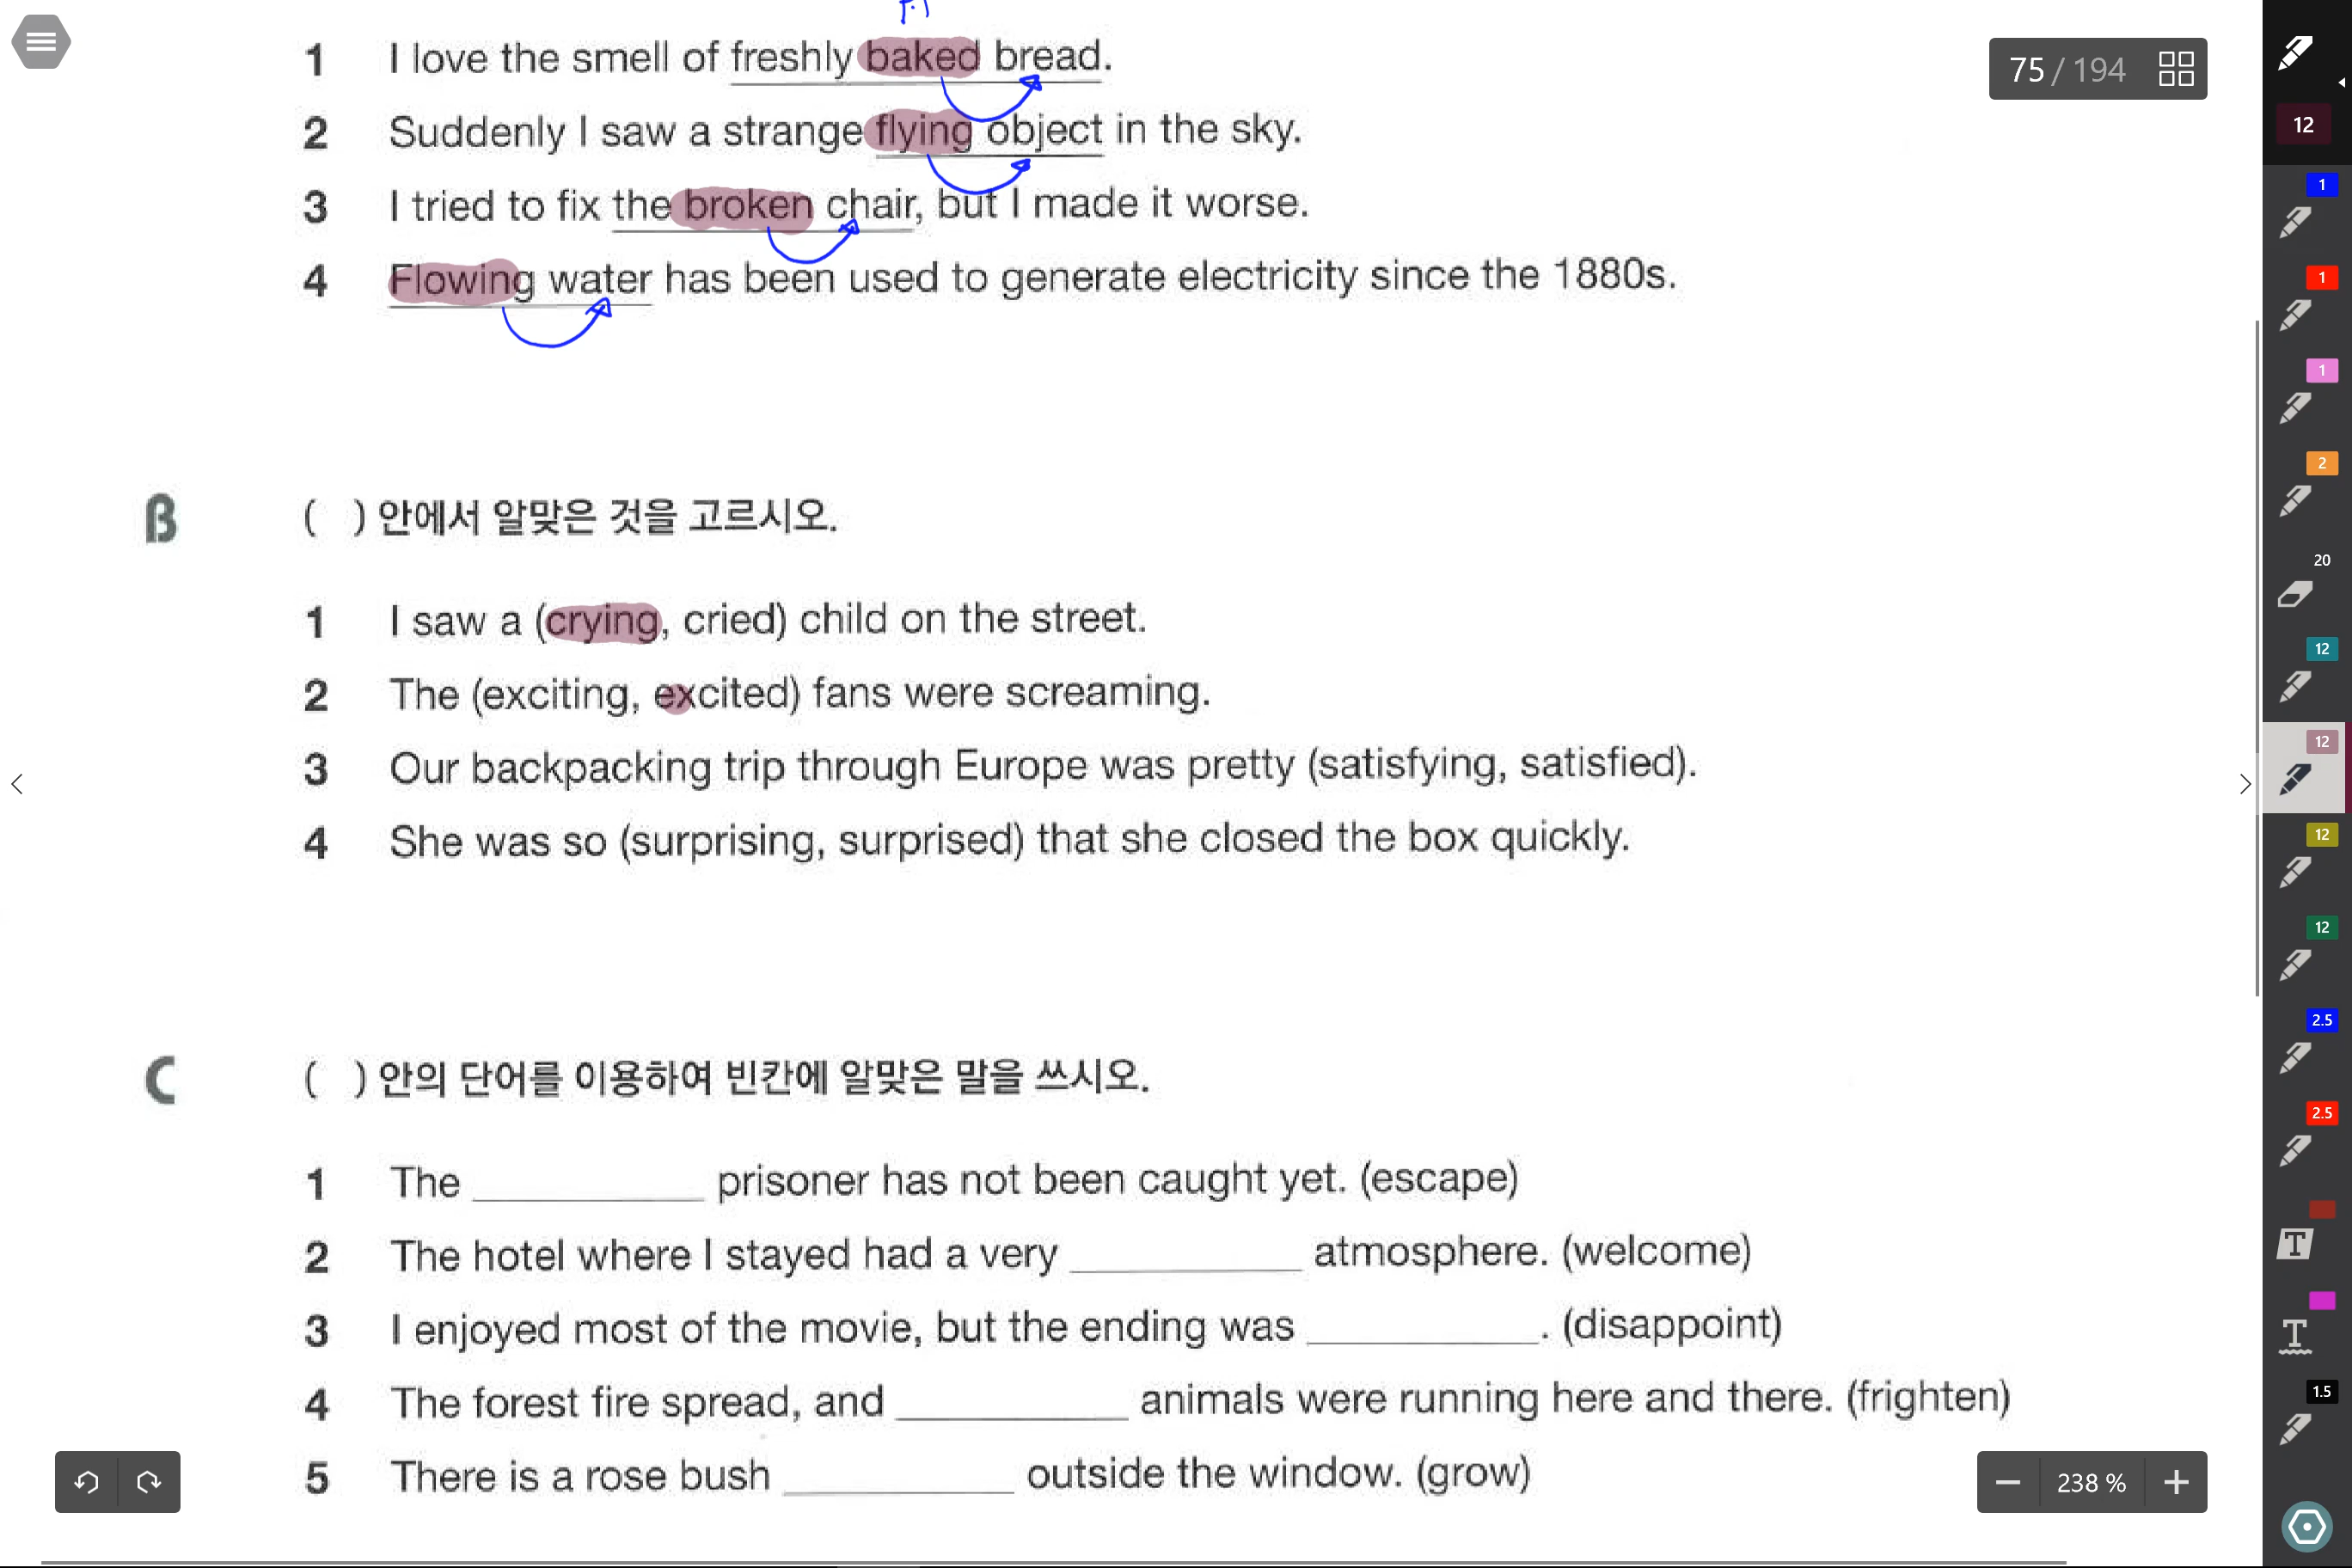 1 I love the smell of freshly baked bread.
75 / 194
2 Suddenly I saw a strange flying object in the sky.
3 I tried to fix the broken chair, but I made it worse.
4 Flowing water has been used to generate electricity since the 1880s.
B ( ) 안에서 알맞은 것을 고르시오.
1 I saw a (crying, cried) child on the street.
2 The (exciting, excited) fans were screaming.
3 Our backpacking trip through Europe was pretty (satisfying, satisfied).
4 She was so (surprising, surprised) that she closed the box quickly.
C ( ) 안의 단어를 이용하여 빈칸에 알맞은 말을 쓰시오.
1 The __________ prisoner has not been caught yet. (escape)
2 The hotel where I stayed had a very __________ atmosphere. (welcome)
3 I enjoyed most of the movie, but the ending was __________. (disappoint)
4 The forest fire spread, and __________ animals were running here and there. (frighten)
5 There is a rose bush __________ outside the window. (grow)
238 %
12
1
1
1
2
20
12
12
12
12
2.5
2.5
T
T
1.5